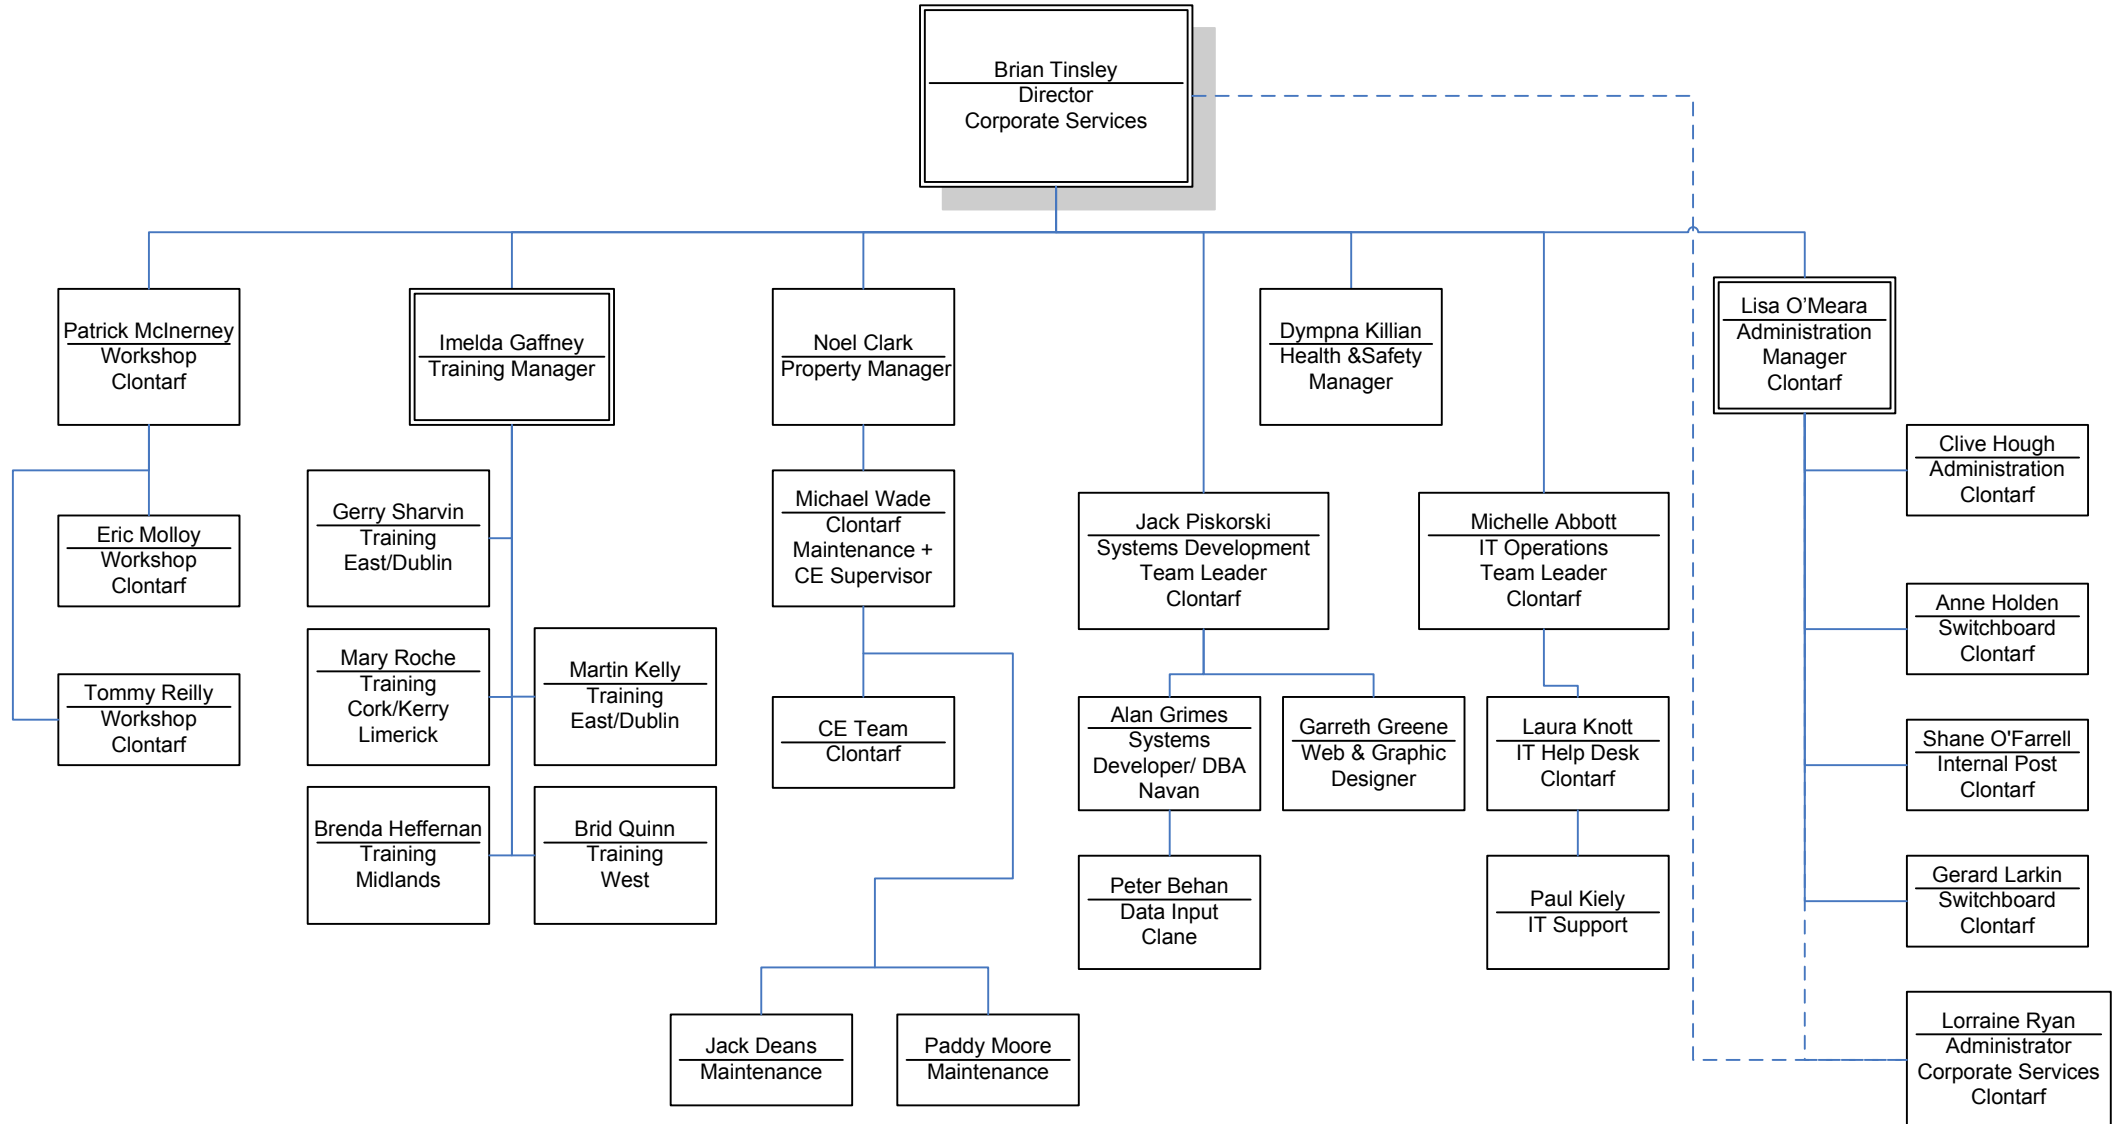 Brian Tinsley
Director
Corporate Services
Patrick McInerney
Workshop
Clontarf
Imelda Gaffney
Training Manager
Noel Clark
Property Manager
Dympna Killian
Health &Safety
Manager
Lisa O’Meara
Administration
Manager
Clontarf
Eric Molloy
Workshop
Clontarf
Tommy Reilly
Workshop
Clontarf
Gerry Sharvin
Training
East/Dublin
Mary Roche
Training
Cork/Kerry
Limerick
Martin Kelly
Training
East/Dublin
Brenda Heffernan
Training
Midlands
Brid Quinn
Training
West
Michael Wade
Clontarf
Maintenance +
CE Supervisor
CE Team
Clontarf
Jack Deans
Maintenance
Paddy Moore
Maintenance
Jack Piskorski
Systems Development
Team Leader
Clontarf
Alan Grimes
Systems
Developer/ DBA
Navan
Garreth Greene
Web & Graphic
Designer
Peter Behan
Data Input
Clane
Michelle Abbott
IT Operations
Team Leader
Clontarf
Laura Knott
IT Help Desk
Clontarf
Paul Kiely
IT Support
Clive Hough
Administration
Clontarf
Anne Holden
Switchboard
Clontarf
Shane O'Farrell
Internal Post
Clontarf
Gerard Larkin
Switchboard
Clontarf
Lorraine Ryan
Administrator
Corporate Services
Clontarf